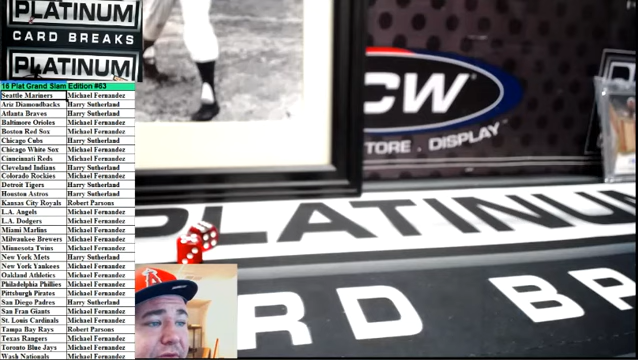 PLATINUM
CARD BREAKS
PLATINUM
16 Plat Grand Slam Edition #63
Seattle Mariners Michael Fernandez
Ariz Diamondbacks Harry Sutherland
Atlanta Braves Harry Sutherland
Baltimore Orioles Michael Fernandez
Boston Red Sox Michael Fernandez
Chicago Cubs Harry Sutherland
Chicago White Sox Michael Fernandez
Cincinnati Reds Michael Fernandez
Cleveland Indians Harry Sutherland
Colorado Rockies Michael Fernandez
Detroit Tigers Harry Sutherland
Houston Astros Harry Sutherland
Kansas City Royals Robert Parsons
L.A. Angels Michael Fernandez
L.A. Dodgers Michael Fernandez
Miami Marlins Michael Fernandez
Milwaukee Brewers Michael Fernandez
Minnesota Twins Michael Fernandez
New York Mets Harry Sutherland
New York Yankees Michael Fernandez
Oakland Athletics Michael Fernandez
Philadelphia Phillies Michael Fernandez
Pittsburgh Pirates Michael Fernandez
San Diego Padres Harry Sutherland
San Fran Giants Michael Fernandez
St. Louis Cardinals Michael Fernandez
Tampa Bay Rays Robert Parsons
Texas Rangers Michael Fernandez
Toronto Blue Jays Michael Fernandez
Wash Nationals Michael Fernandez
CW
TORE . DISPLAY
PLATINU
RD BR